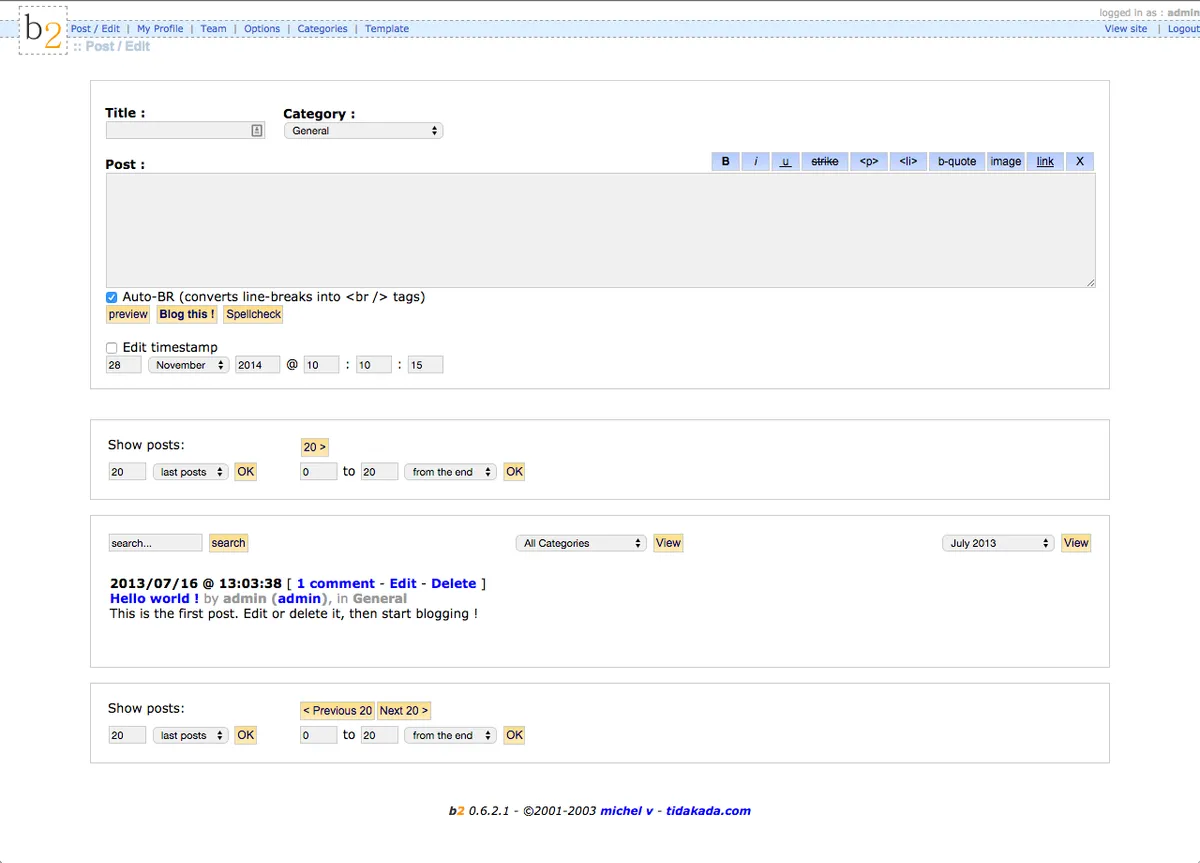 logged in as : admin
b2
Post / Edit | My Profile | Team | Options | Categories | Template
View site | Logout
:: Post / Edit
Title :
Category :
General
Post :
B i u strike <p> <li> b-quote image link X
Auto-BR (converts line-breaks into <br /> tags)
preview Blog this ! Spellcheck
Edit timestamp
28 November 2014 @ 10 : 10 : 15
Show posts:
20 >
20 last posts OK
0 to 20 from the end OK
search... search
All Categories View
July 2013 View
2013/07/16 @ 13:03:38 [ 1 comment - Edit - Delete ]
Hello world ! by admin (admin), in General
This is the first post. Edit or delete it, then start blogging !
Show posts:
< Previous 20 Next 20 >
20 last posts OK
0 to 20 from the end OK
b2 0.6.2.1 - ©2001-2003 michel v - tidakada.com